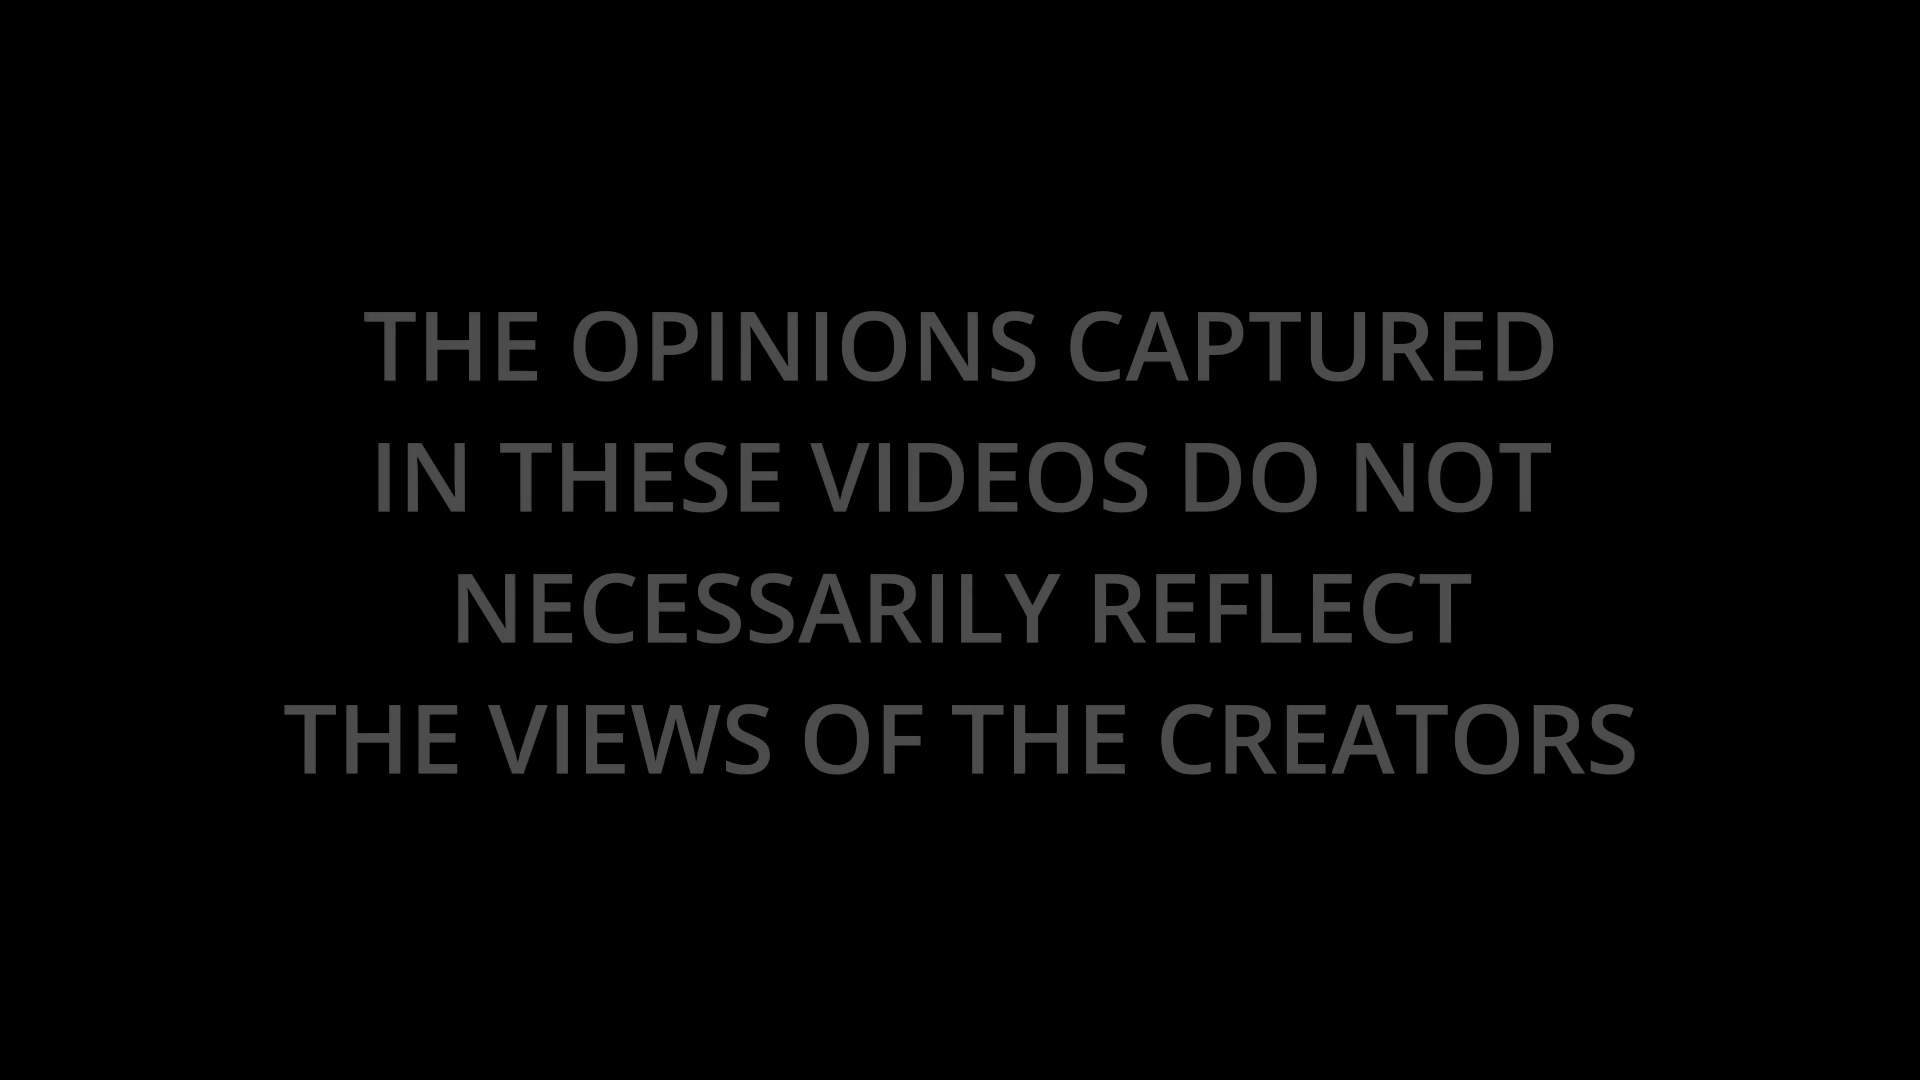 THE OPINIONS CAPTURED
IN THESE VIDEOS DO NOT
NECESSARILY REFLECT
THE VIEWS OF THE CREATORS